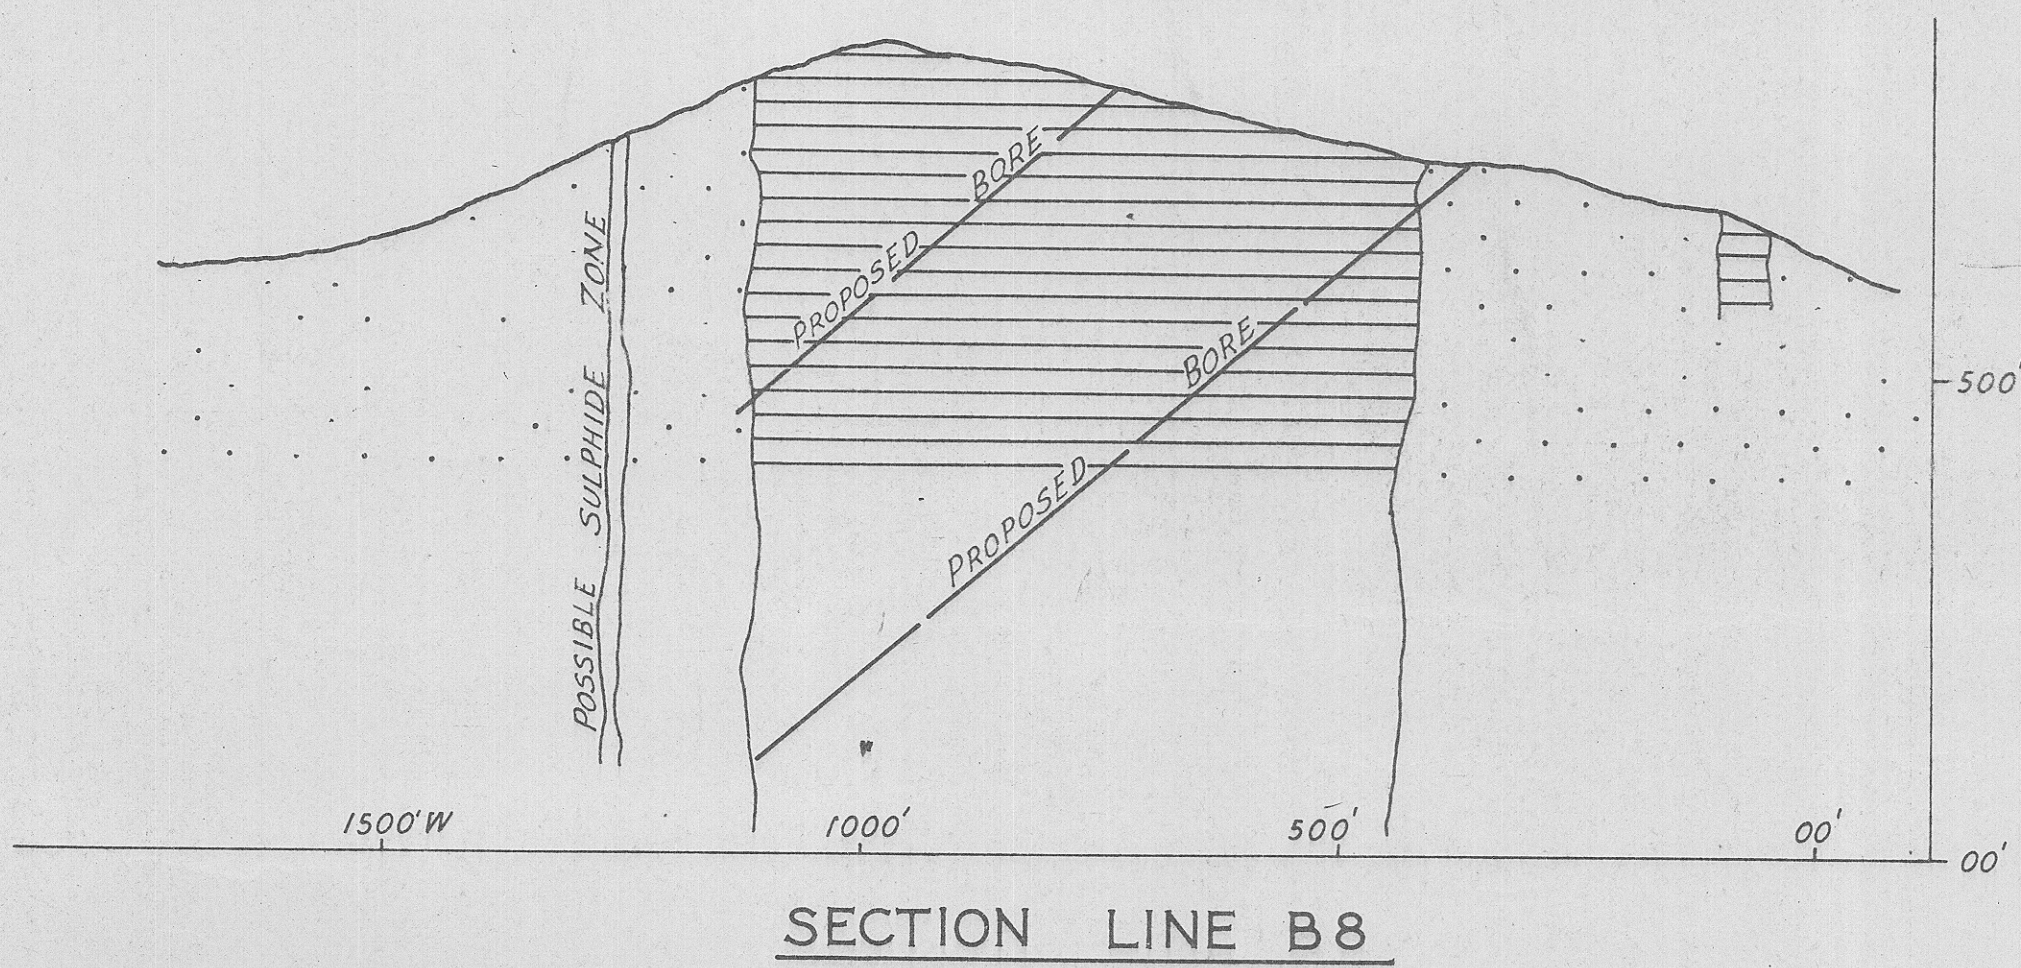 PROPOSED BORE
PROPOSED BORE
POSSIBLE SULPHIDE ZONE
500'
1500'W
1000'
500'
00'
00'
SECTION LINE B8